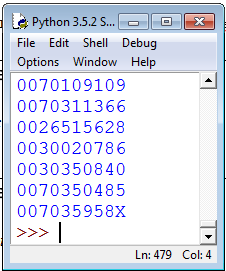 Python 3.5.2 S...
File Edit Shell Debug
Options Window Help
0070109109
0070311366
0026515628
0030020786
0030350840
0070350485
007035958X
>>>
Ln: 479 Col: 4